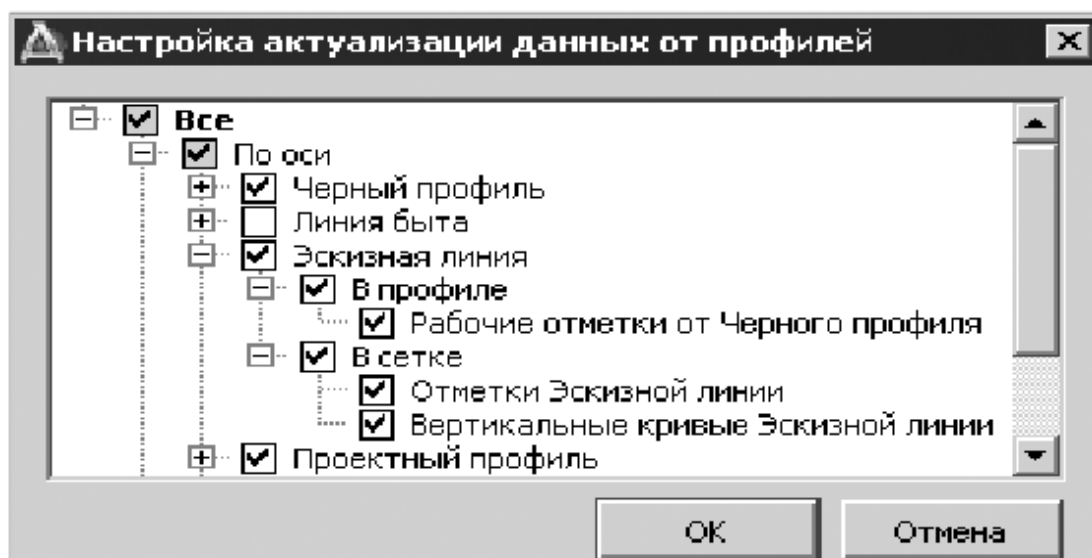 Настройка актуализации данных от профилей
Все
По оси
Черный профиль
Линия быта
Эскизная линия
В профиле
Рабочие отметки от Черного профиля
В сетке
Отметки Эскизной линии
Вертикальные кривые Эскизной линии
Проектный профиль
ОК
Отмена